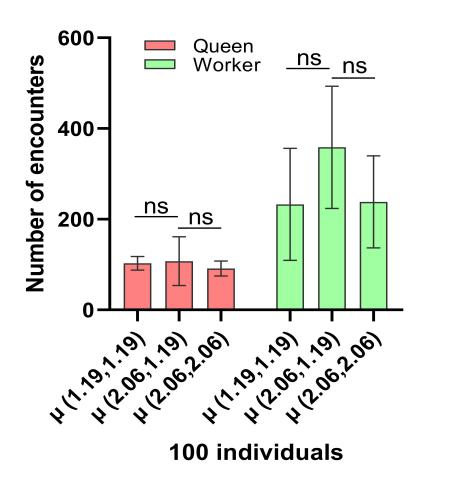 600
400
200
0
Number of encounters
Queen
Worker
ns
ns
ns
ns
μ (1.19,1.19)
μ (2.06,1.19)
μ (2.06,2.06)
μ (1.19,1.19)
μ (2.06,1.19)
μ (2.06,2.06)
100 individuals